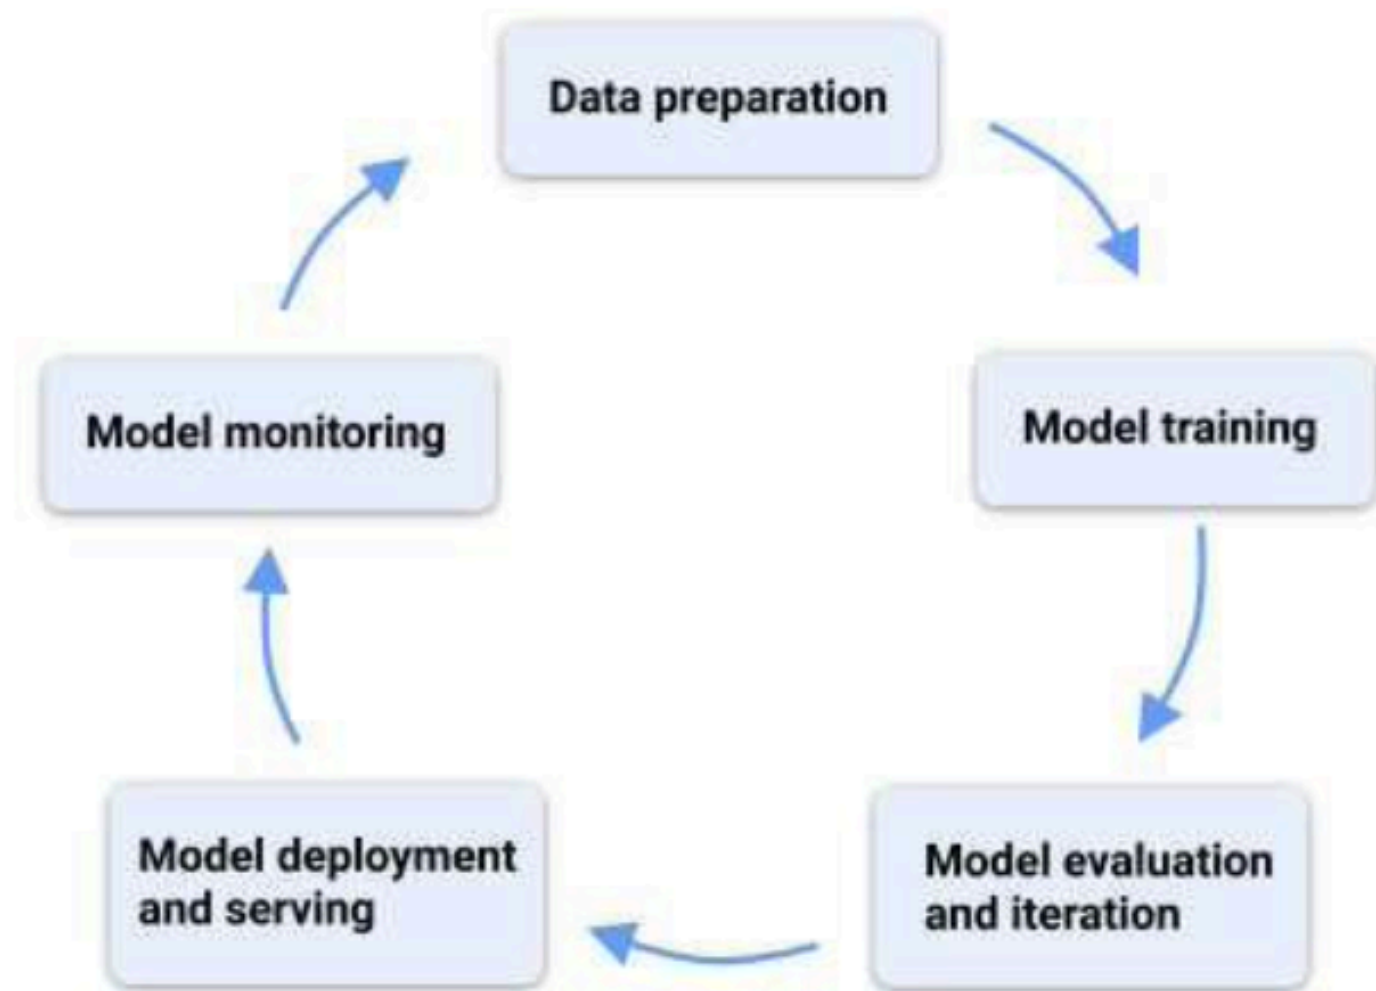 Data preparation
Model training
Model evaluation
and iteration
Model deployment
and serving
Model monitoring